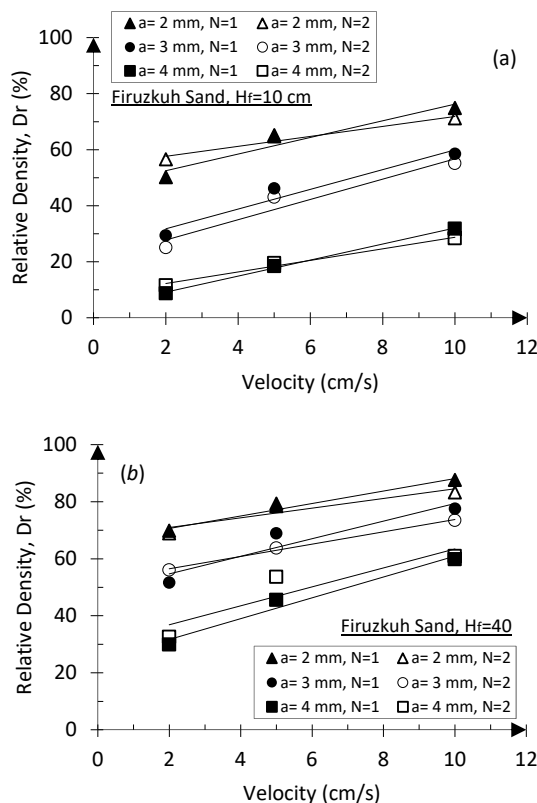 a= 2 mm, N=1 a= 2 mm, N=2
a= 3 mm, N=1 a= 3 mm, N=2
a= 4 mm, N=1 a= 4 mm, N=2
(a)
Firuzkuh Sand, Hf=10 cm
Relative Density, Dr (%)
100
80
60
40
20
0
0 2 4 6 8 10 12
Velocity (cm/s)
(b)
Relative Density, Dr (%)
100
80
60
40
20
0
Firuzkuh Sand, Hf=40
a= 2 mm, N=1 a= 2 mm, N=2
a= 3 mm, N=1 a= 3 mm, N=2
a= 4 mm, N=1 a= 4 mm, N=2
0 2 4 6 8 10 12
Velocity (cm/s)